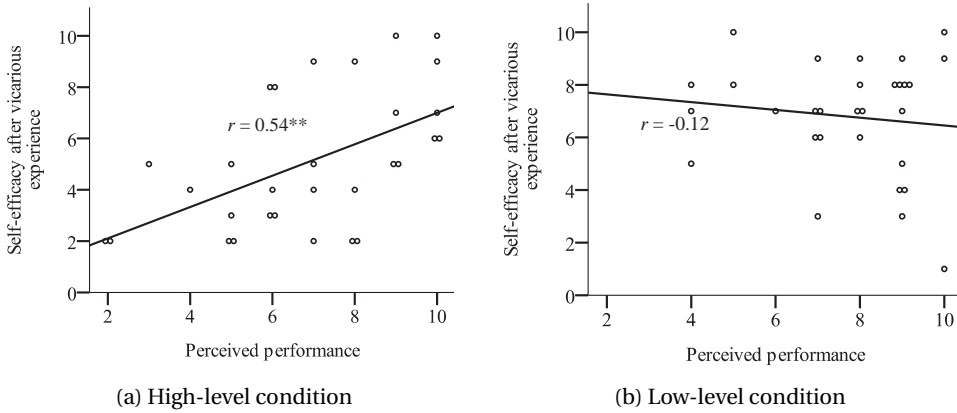 10
8
6
4
2
0
Self-efficacy after vicarious
experience
r = 0.54**
2 4 6 8 10
Perceived performance
(a) High-level condition
10
8
6
4
2
0
Self-efficacy after vicarious
experience
r = -0.12
2 4 6 8 10
Perceived performance
(b) Low-level condition